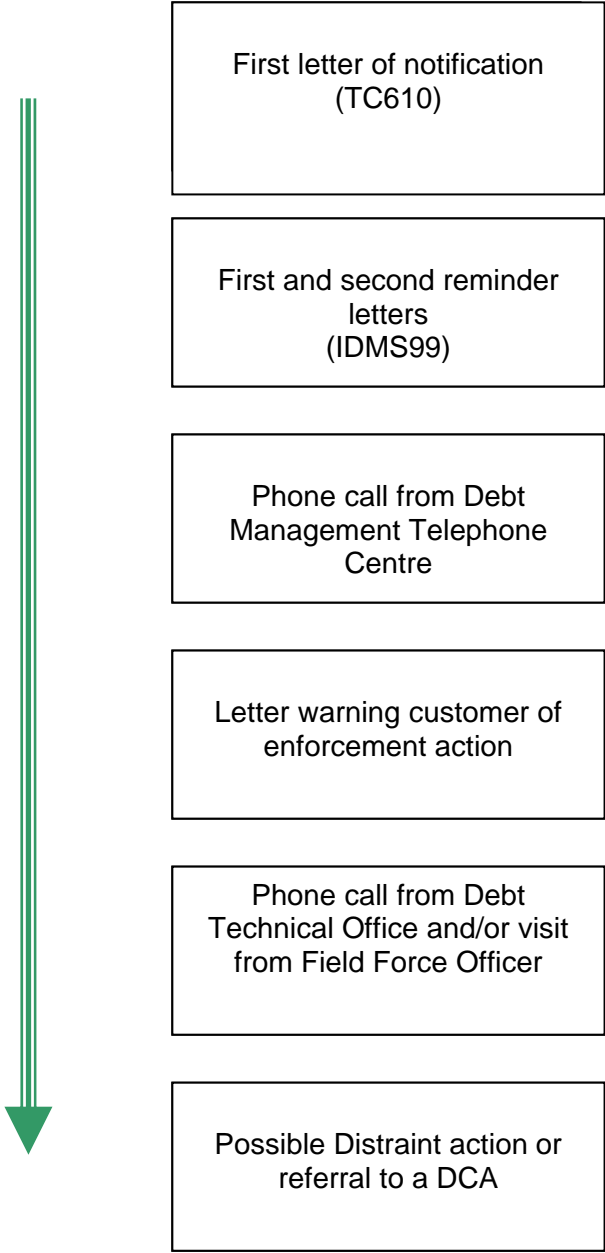 First letter of notification
(TC610)
First and second reminder
letters
(IDMS99)
Phone call from Debt
Management Telephone
Centre
Letter warning customer of
enforcement action
Phone call from Debt
Technical Office and/or visit
from Field Force Officer
Possible Distraint action or
referral to a DCA